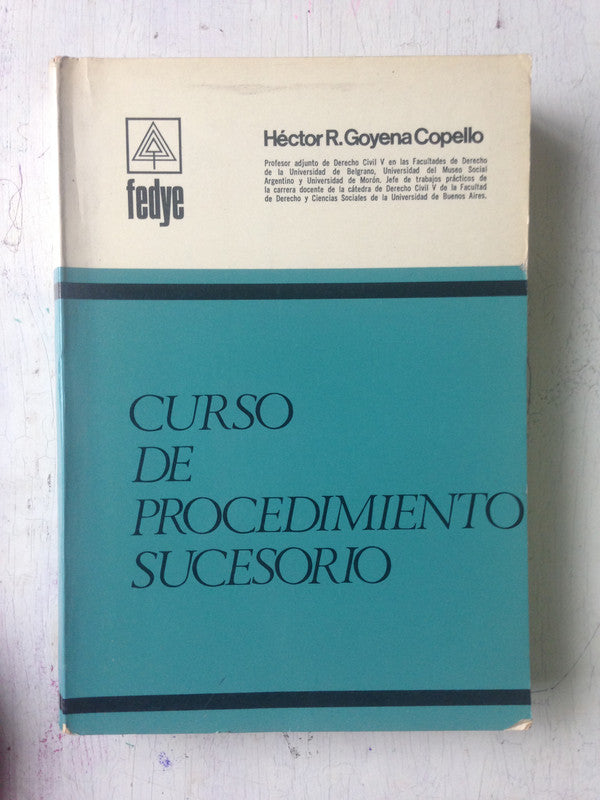 fedye
Héctor R. Goyena Copello
Profesor adjunto de Derecho Civil V en las Facultades de Derecho
de la Universidad de Belgrano, Universidad del Museo Social
Argentino y Universidad de Morón. Jefe de trabajos prácticos de
la carrera docente de la cátedra de Derecho Civil V de la Facultad
de Derecho y Ciencias Sociales de la Universidad de Buenos Aires.
CURSO
DE
PROCEDIMIENTO
SUCESORIO